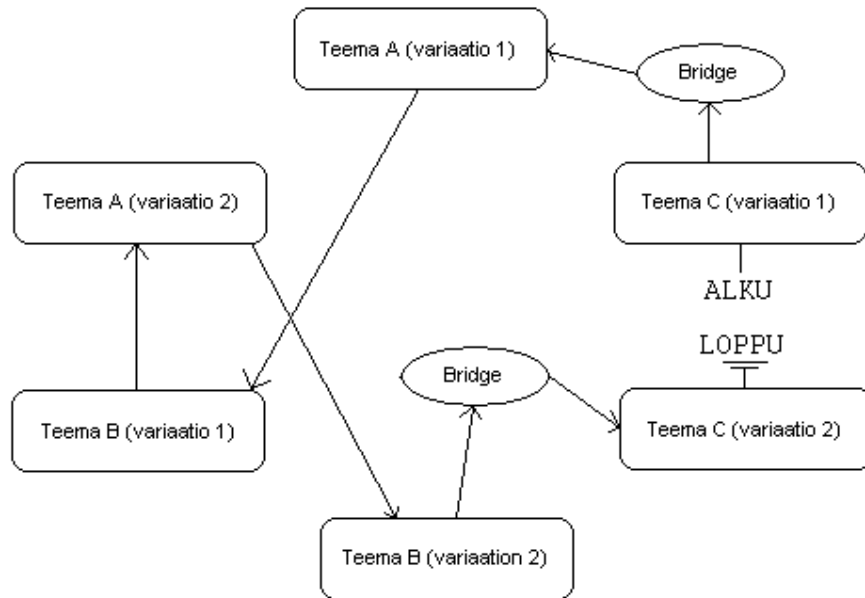 Teema A (variaatio 1)
Bridge
Teema A (variaatio 2)
Teema C (variaatio 1)
ALKU
LOPPU
Bridge
Teema B (variaatio 1)
Teema C (variaatio 2)
Teema B (variaation 2)